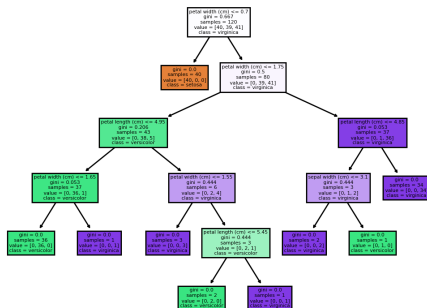 petal width (cm) <= 0.7
gini = 0.667
samples = 120
value = [40, 39, 41]
class = virginica
gini = 0.0
samples = 40
value = [40, 0, 0]
class = setosa
petal width (cm) <= 1.75
gini = 0.5
samples = 80
value = [0, 39, 41]
class = virginica
petal length (cm) <= 4.95
gini = 0.206
samples = 43
value = [0, 38, 5]
class = versicolor
petal length (cm) <= 4.85
gini = 0.053
samples = 37
value = [0, 1, 36]
class = virginica
petal width (cm) <= 1.65
gini = 0.053
samples = 37
value = [0, 36, 1]
class = versicolor
petal width (cm) <= 1.55
gini = 0.444
samples = 6
value = [0, 2, 4]
class = virginica
sepal width (cm) <= 3.1
gini = 0.444
samples = 3
value = [0, 1, 2]
class = virginica
gini = 0.0
samples = 34
value = [0, 0, 34]
class = virginica
gini = 0.0
samples = 36
value = [0, 36, 0]
class = versicolor
gini = 0.0
samples = 1
value = [0, 0, 1]
class = virginica
gini = 0.0
samples = 3
value = [0, 0, 3]
class = virginica
petal length (cm) <= 5.45
gini = 0.444
samples = 3
value = [0, 2, 1]
class = versicolor
gini = 0.0
samples = 2
value = [0, 0, 2]
class = virginica
gini = 0.0
samples = 1
value = [0, 1, 0]
class = versicolor
gini = 0.0
samples = 2
value = [0, 2, 0]
class = versicolor
gini = 0.0
samples = 1
value = [0, 0, 1]
class = virginica